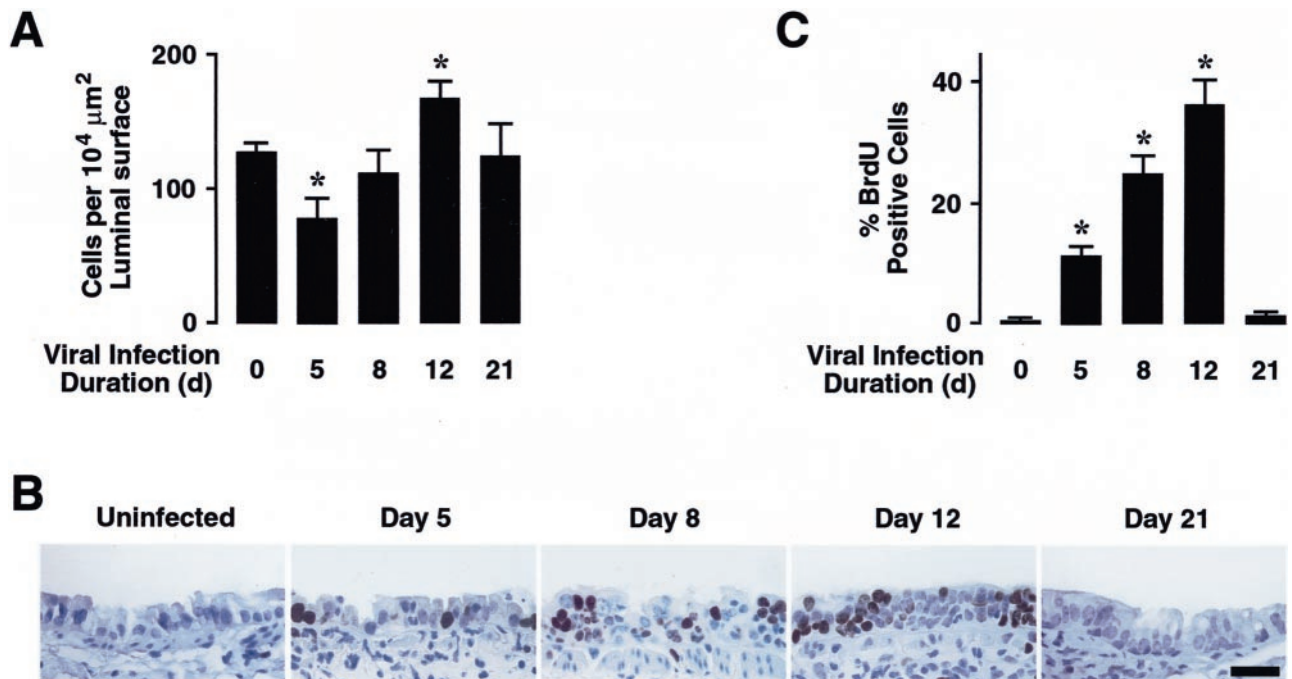 A
Cells per 10⁴ μm²
Luminal surface
200
100
0
*
*
Viral Infection
Duration (d)
0 5 8 12 21
C
% BrdU
Positive Cells
40
20
0
*
*
*
Viral Infection
Duration (d)
0 5 8 12 21
B
Uninfected Day 5 Day 8 Day 12 Day 21